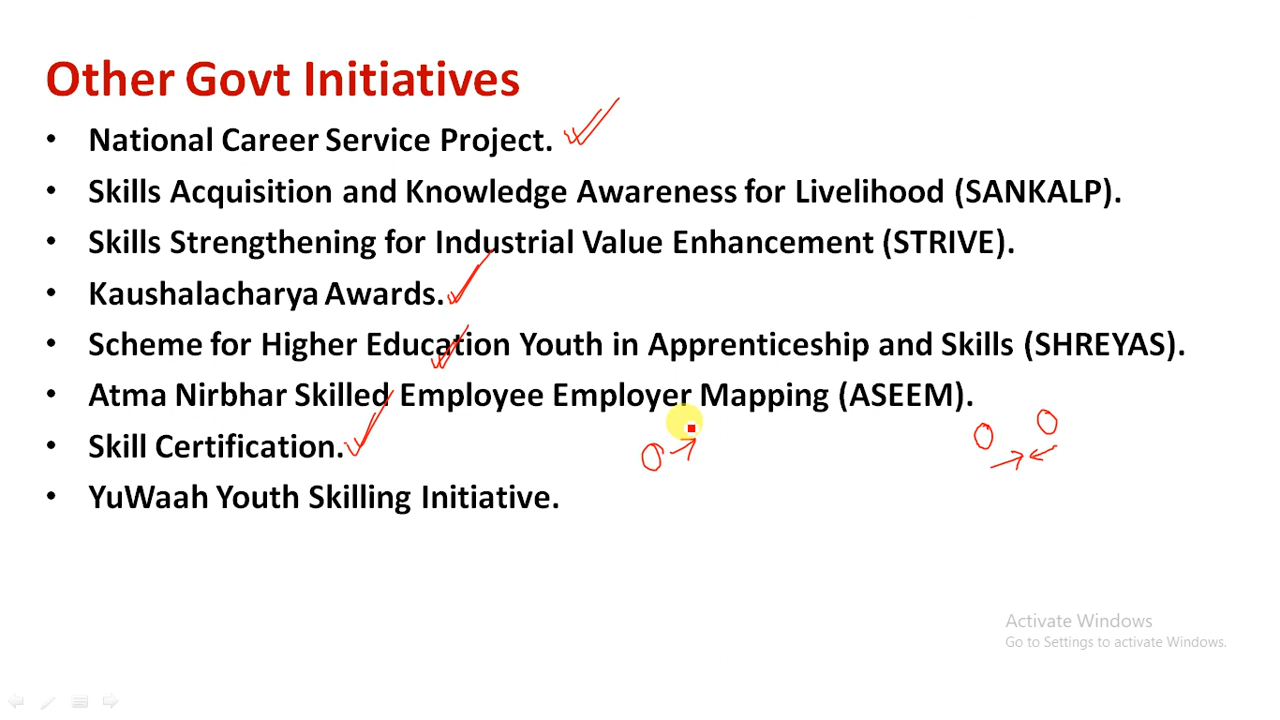 Other Govt Initiatives
• National Career Service Project.
• Skills Acquisition and Knowledge Awareness for Livelihood (SANKALP).
• Skills Strengthening for Industrial Value Enhancement (STRIVE).
• Kaushalacharya Awards.
• Scheme for Higher Education Youth in Apprenticeship and Skills (SHREYAS).
• Atma Nirbhar Skilled Employee Employer Mapping (ASEEM).
• Skill Certification.
• YuWaah Youth Skilling Initiative.
Activate Windows
Go to Settings to activate Windows.